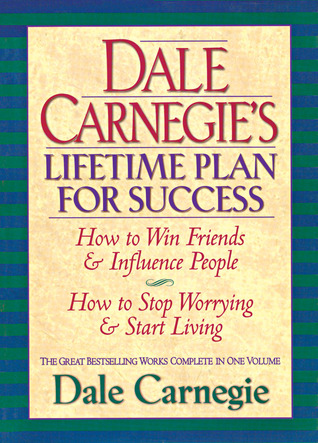 DALE
CARNEGIE'S
LIFETIME PLAN
FOR SUCCESS
How to Win Friends
& Influence People
How to Stop Worrying
& Start Living
THE GREAT BESTSELLING WORKS COMPLETE IN ONE VOLUME
Dale Carnegie